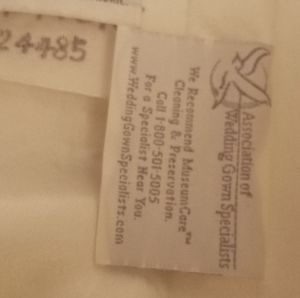 24485
Association of
Wedding Gown Specialists
We Recommend MuseumCare™
Cleaning & Preservation.
Call 1-800-501-5005
For a Specialist Near You.
www.WeddingGownSpecialists.com